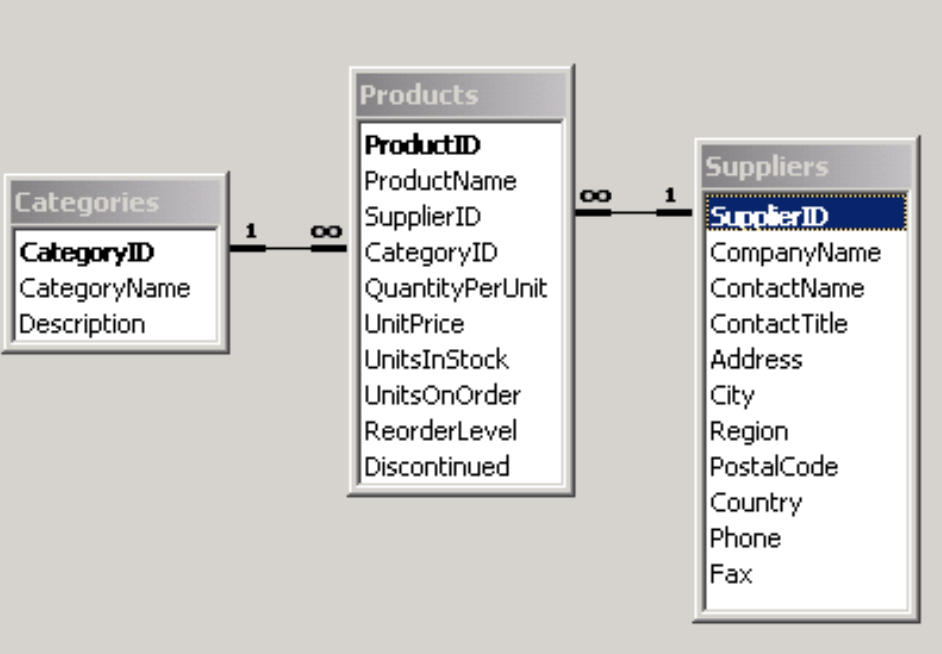 Categories
CategoryID
CategoryName
Description
1 ∞
Products
ProductID
ProductName
SupplierID
CategoryID
QuantityPerUnit
UnitPrice
UnitsInStock
UnitsOnOrder
ReorderLevel
Discontinued
∞ 1
Suppliers
SupplierID
CompanyName
ContactName
ContactTitle
Address
City
Region
PostalCode
Country
Phone
Fax